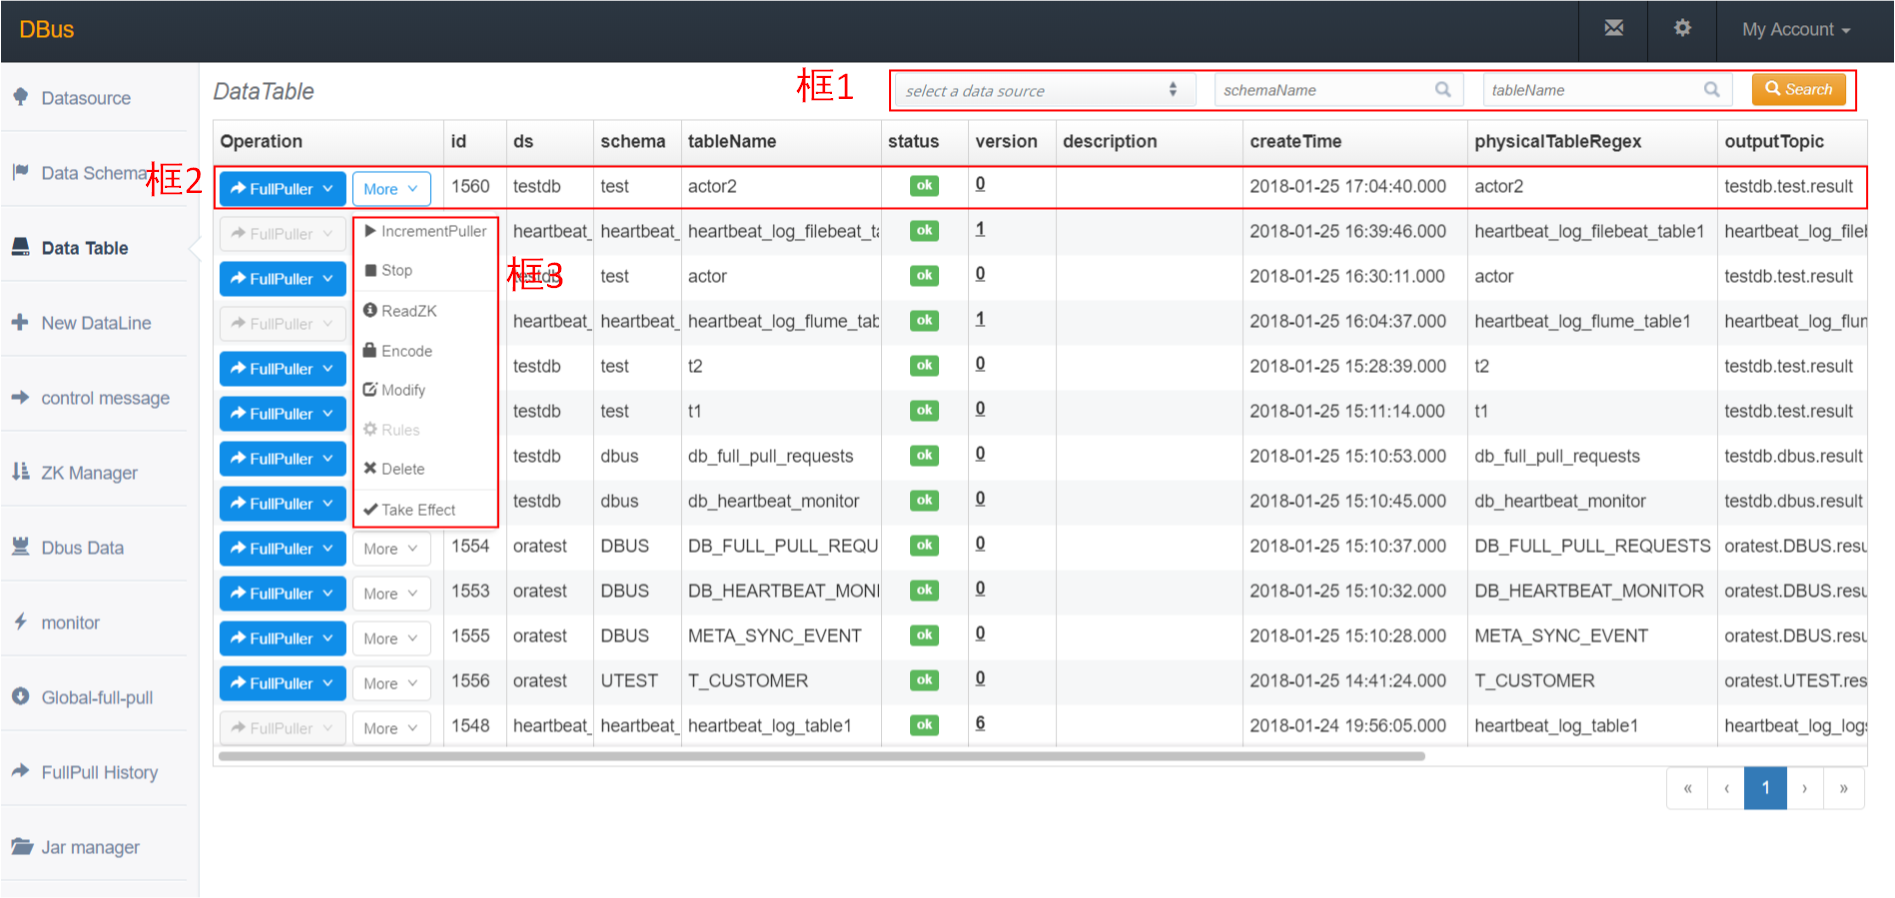 DBus
My Account
Datasource
Data Schema
Data Table
New DataLine
control message
ZK Manager
Dbus Data
monitor
Global-full-pull
FullPull History
Jar manager
DataTable
框1
select a data source schemaName tableName Search
Operation id ds schema tableName status version description createTime physicalTableRegex outputTopic
框2
FullPuller More 1560 testdb test actor2 ok 0 2018-01-25 17:04:40.000 actor2 testdb.test.result
FullPuller heartbeat_ heartbeat_ heartbeat_log_filebeat_ta ok 1 2018-01-25 16:39:46.000 heartbeat_log_filebeat_table1 heartbeat_log_fileb
FullPuller testdb test actor ok 0 2018-01-25 16:30:11.000 actor testdb.test.result
FullPuller heartbeat_ heartbeat_ heartbeat_log_flume_tab ok 1 2018-01-25 16:04:37.000 heartbeat_log_flume_table1 heartbeat_log_flum
FullPuller testdb test t2 ok 0 2018-01-25 15:28:39.000 t2 testdb.test.result
FullPuller testdb test t1 ok 0 2018-01-25 15:11:14.000 t1 testdb.test.result
FullPuller testdb dbus db_full_pull_requests ok 0 2018-01-25 15:10:53.000 db_full_pull_requests testdb.dbus.result
FullPuller testdb dbus db_heartbeat_monitor ok 0 2018-01-25 15:10:45.000 db_heartbeat_monitor testdb.dbus.result
FullPuller More 1554 oratest DBUS DB_FULL_PULL_REQU ok 0 2018-01-25 15:10:37.000 DB_FULL_PULL_REQUESTS oratest.DBUS.resu
FullPuller More 1553 oratest DBUS DB_HEARTBEAT_MONI ok 0 2018-01-25 15:10:32.000 DB_HEARTBEAT_MONITOR oratest.DBUS.resu
FullPuller More 1555 oratest DBUS META_SYNC_EVENT ok 0 2018-01-25 15:10:28.000 META_SYNC_EVENT oratest.DBUS.resu
FullPuller More 1556 oratest UTEST T_CUSTOMER ok 0 2018-01-25 14:41:24.000 T_CUSTOMER oratest.UTEST.res
FullPuller More 1548 heartbeat_ heartbeat_ heartbeat_log_table1 ok 6 2018-01-24 19:56:05.000 heartbeat_log_table1 heartbeat_log_logs
框3
IncrementPuller
Stop
ReadZK
Encode
Modify
Rules
Delete
Take Effect
« ‹ 1 › »